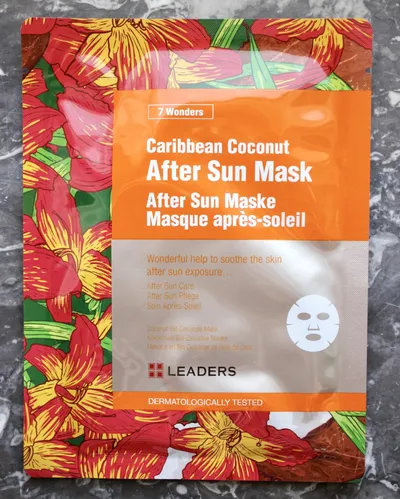 7 Wonders
Caribbean Coconut
After Sun Mask
After Sun Maske
Masque après-soleil
Wonderful help to soothe the skin
after sun exposure...
After Sun Care
After Sun Pflege
Soin Après-Soleil
LEADERS
DERMATOLOGICALLY TESTED